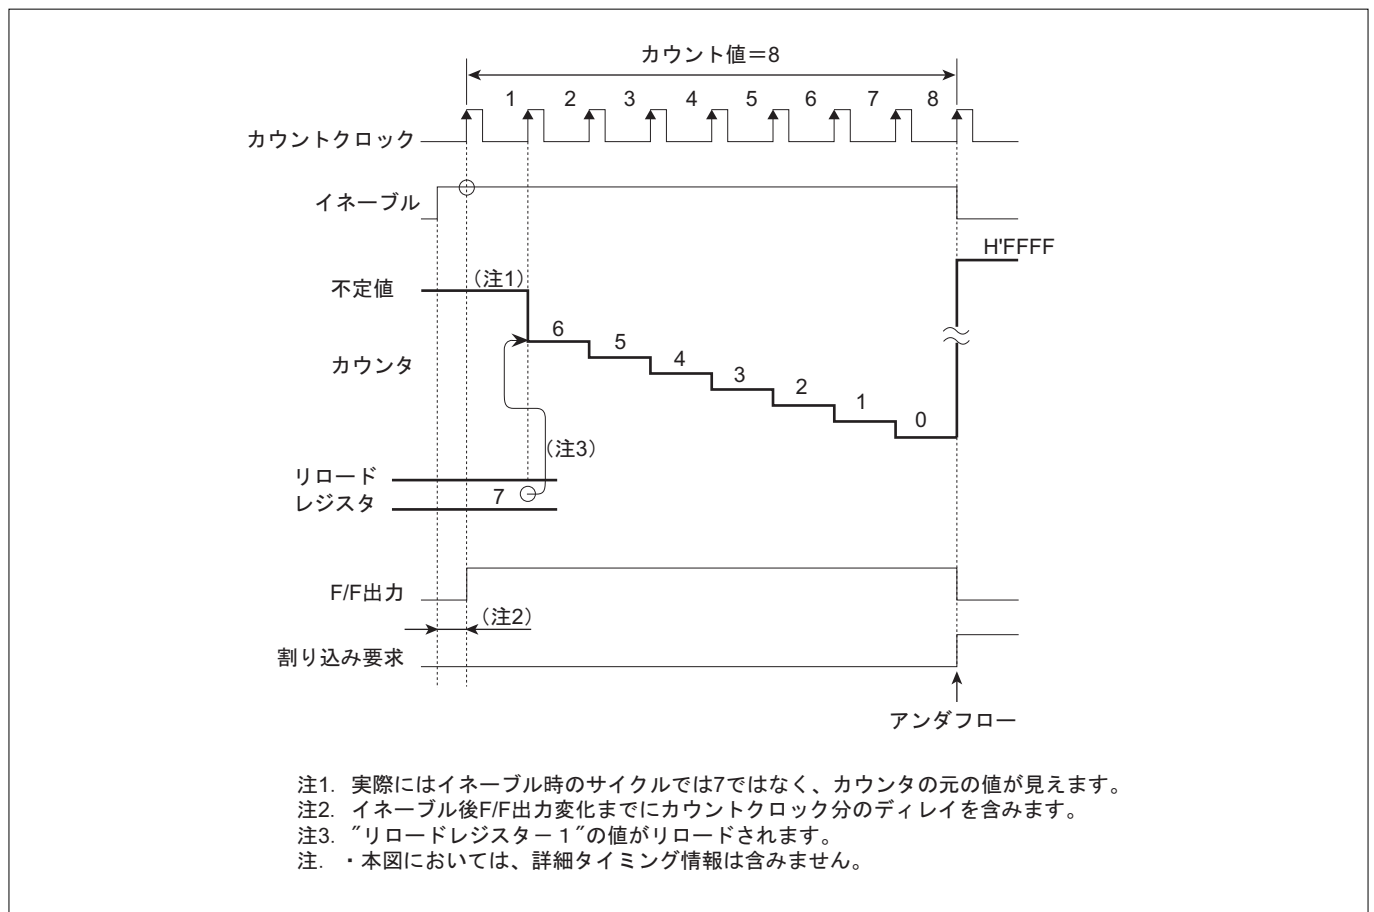 カウント値＝8
1 2 3 4 5 6 7 8
カウントクロック
イネーブル
H'FFFF
不定値
（注1）
6
5
カウンタ
4
3
2
1
0
（注3）
リロード
レジスタ
7
F/F出力
（注2）
割り込み要求
アンダフロー
注1. 実際にはイネーブル時のサイクルでは7ではなく、カウンタの元の値が見えます。
注2. イネーブル後F/F出力変化までにカウントクロック分のディレイを含みます。
注3. ″リロードレジスタ－１″の値がリロードされます。
注. ・本図においては、詳細タイミング情報は含みません。